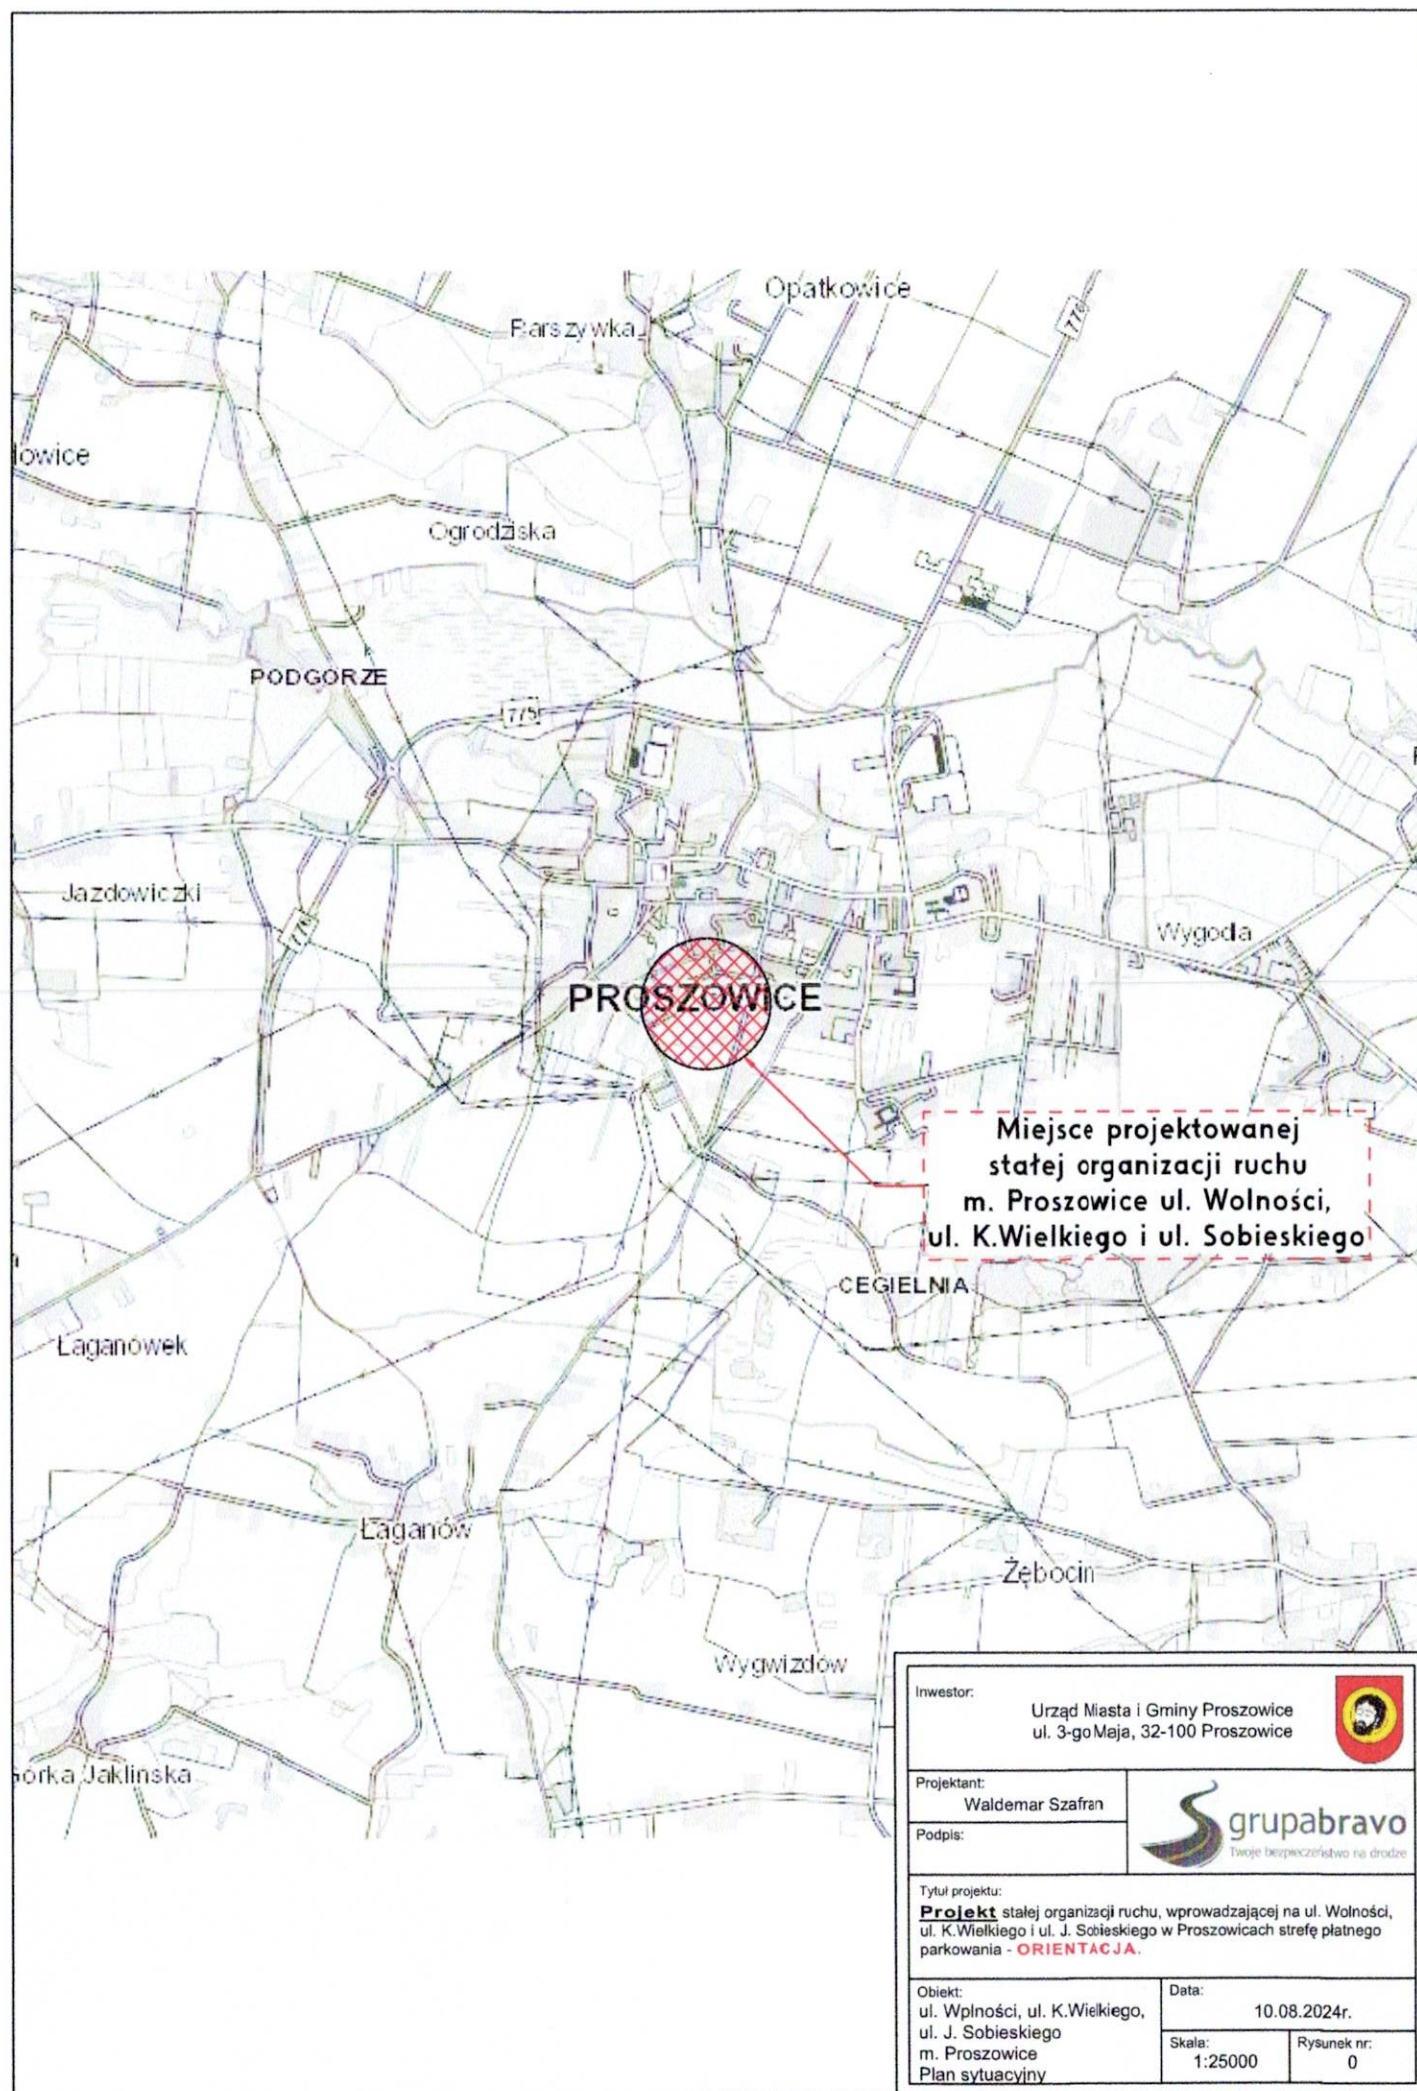 Opatkowice
Parszywka
776
lowice
Ogrodziska
PODGORZE
775
Jazdowiczki
776
Wygoda
PROSZOWICE
Miejsce projektowanej
stałej organizacji ruchu
m. Proszowice ul. Wolności,
ul. K.Wielkiego i ul. Sobieskiego
CEGIELNIA
Łaganówek
Łaganów
Żębocin
Wygwizdów
órka Jaklińska
Inwestor:
Urząd Miasta i Gminy Proszowice
ul. 3-go Maja, 32-100 Proszowice
Projektant:
Waldemar Szafran
Podpis:
grupabravo
Twoje bezpieczeństwo na drodze
Tytuł projektu:
Projekt stałej organizacji ruchu, wprowadzającej na ul. Wolności,
ul. K.Wielkiego i ul. J. Sobieskiego w Proszowicach strefę płatnego
parkowania - ORIENTACJA.
Obiekt:
ul. Wplności, ul. K.Wielkiego,
ul. J. Sobieskiego
m. Proszowice
Plan sytuacyjny
Data:
10.08.2024r.
Skala:
1:25000
Rysunek nr:
0